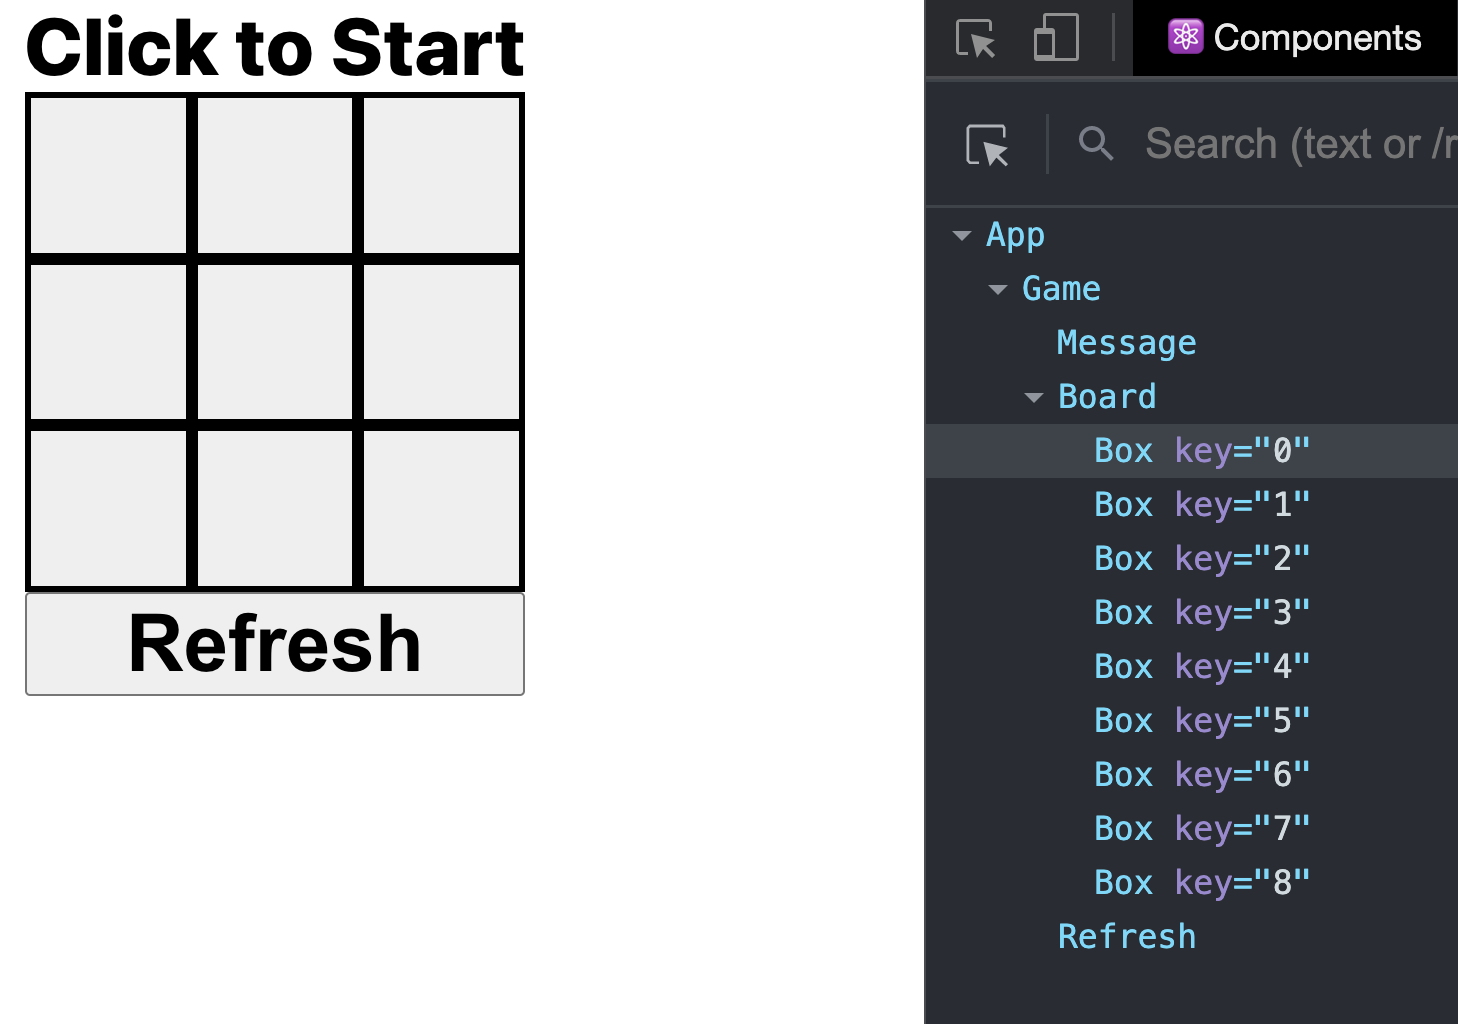 Click to Start
Refresh
Components
Search (text or /r
App
Game
Message
Board
Box key="0"
Box key="1"
Box key="2"
Box key="3"
Box key="4"
Box key="5"
Box key="6"
Box key="7"
Box key="8"
Refresh